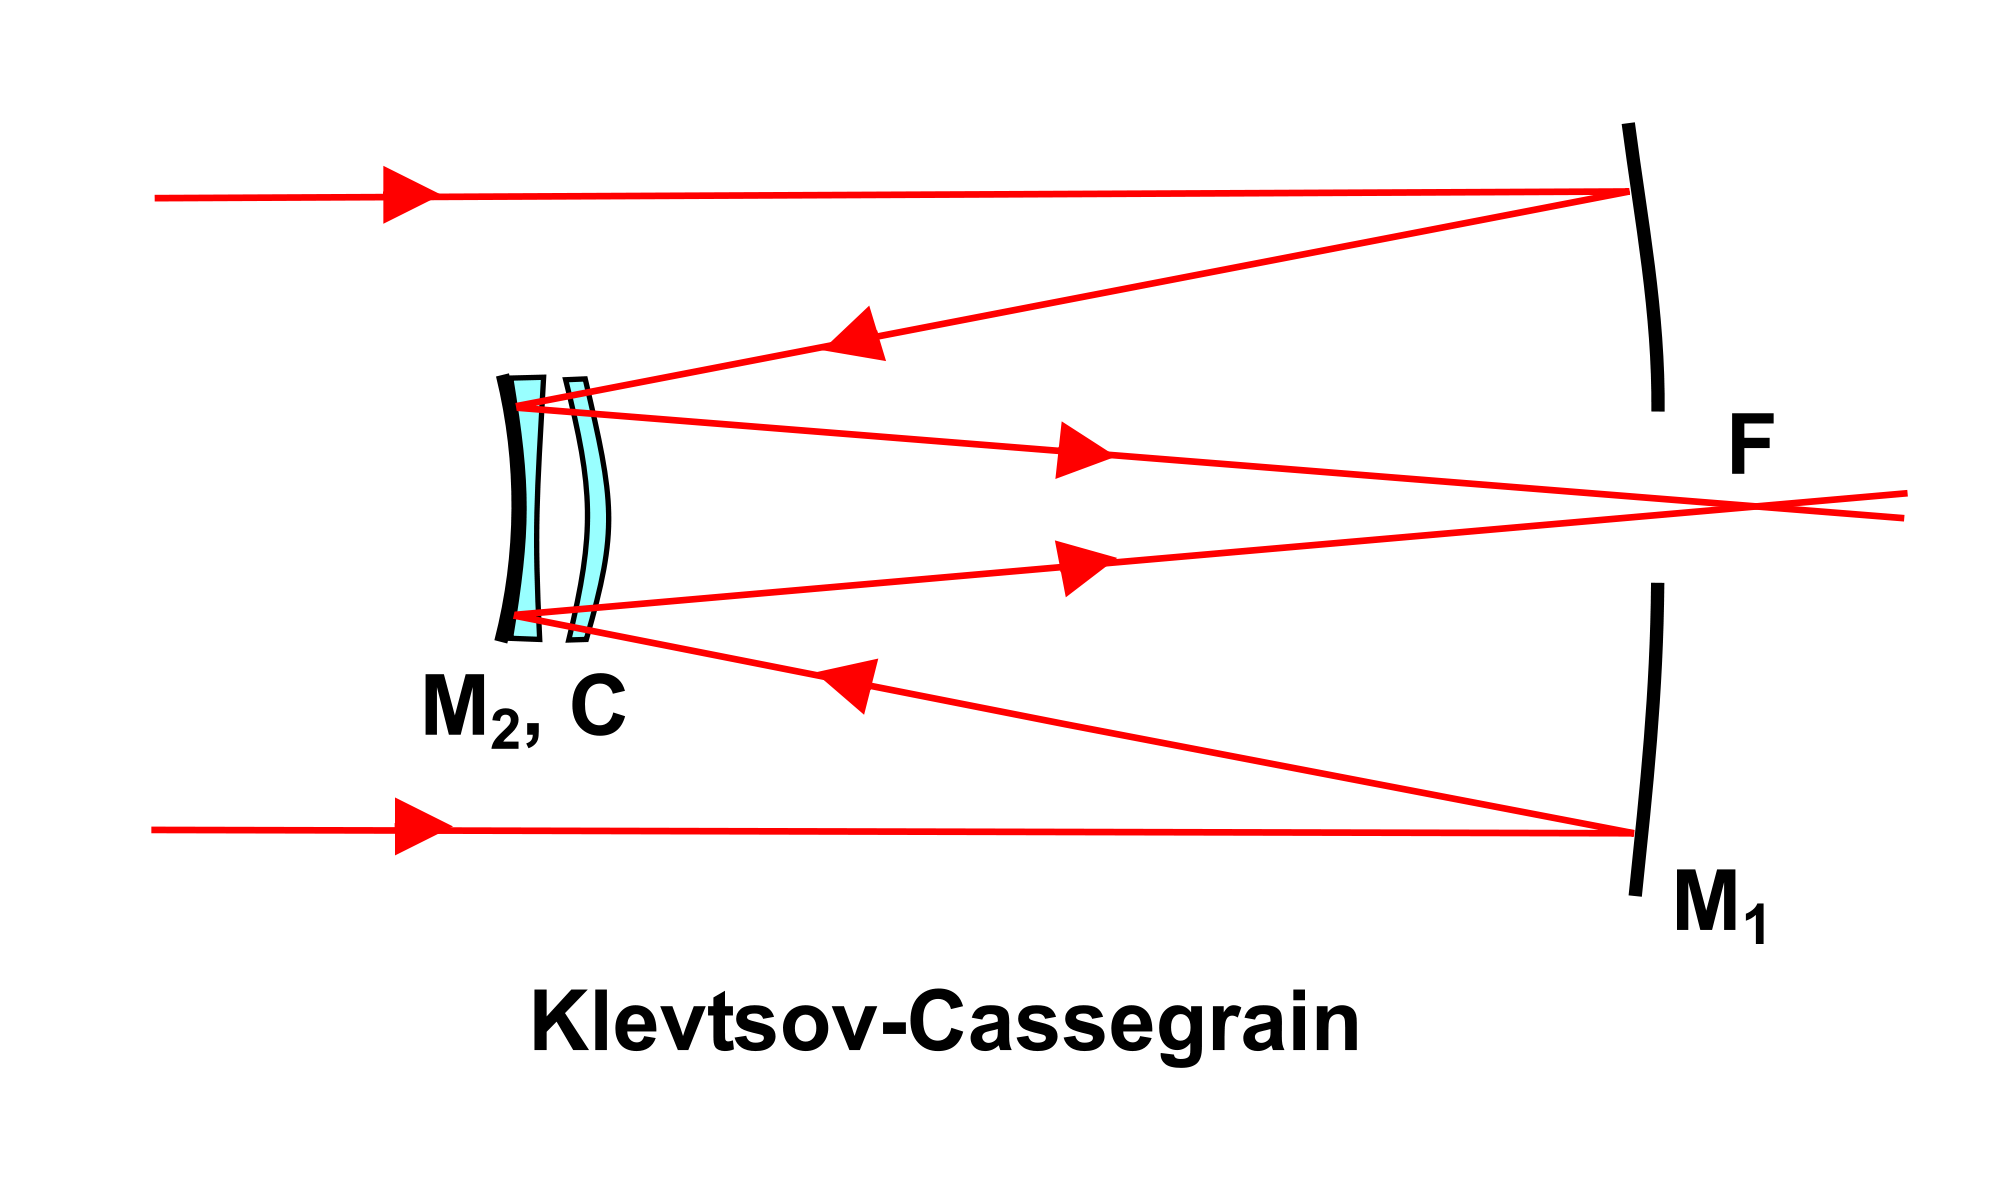 F
M₂, C
M₁
Klevtsov-Cassegrain